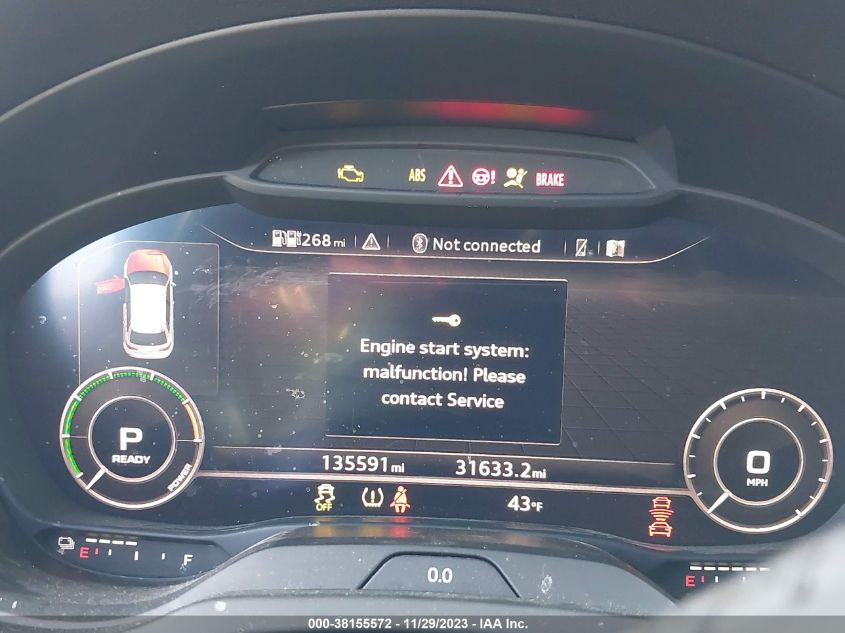 ABS BRAKE
268 mi Not connected
Engine start system:
malfunction! Please
contact Service
P
READY
POWER
0
MPH
135591 mi 31633.2 mi
OFF
43°F
E F
E
0.0
000-38155572 - 11/29/2023 - IAA Inc.